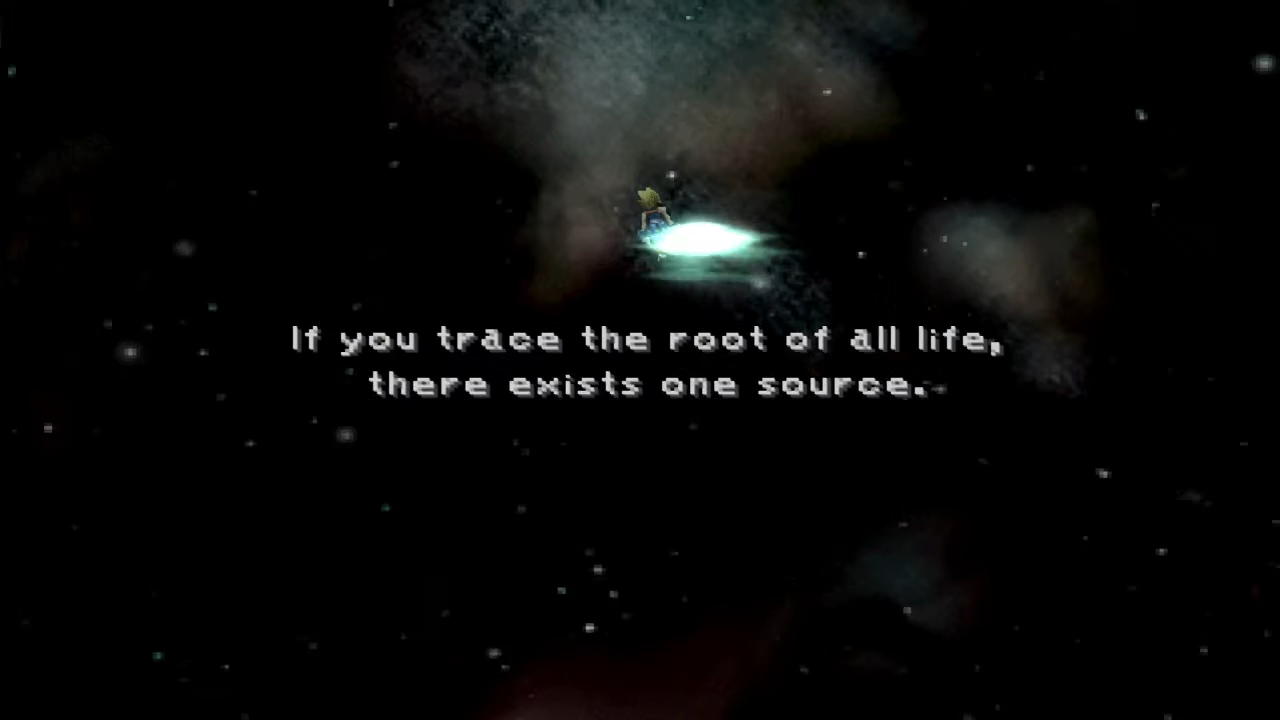 If you trace the root of all life,
there exists one source.